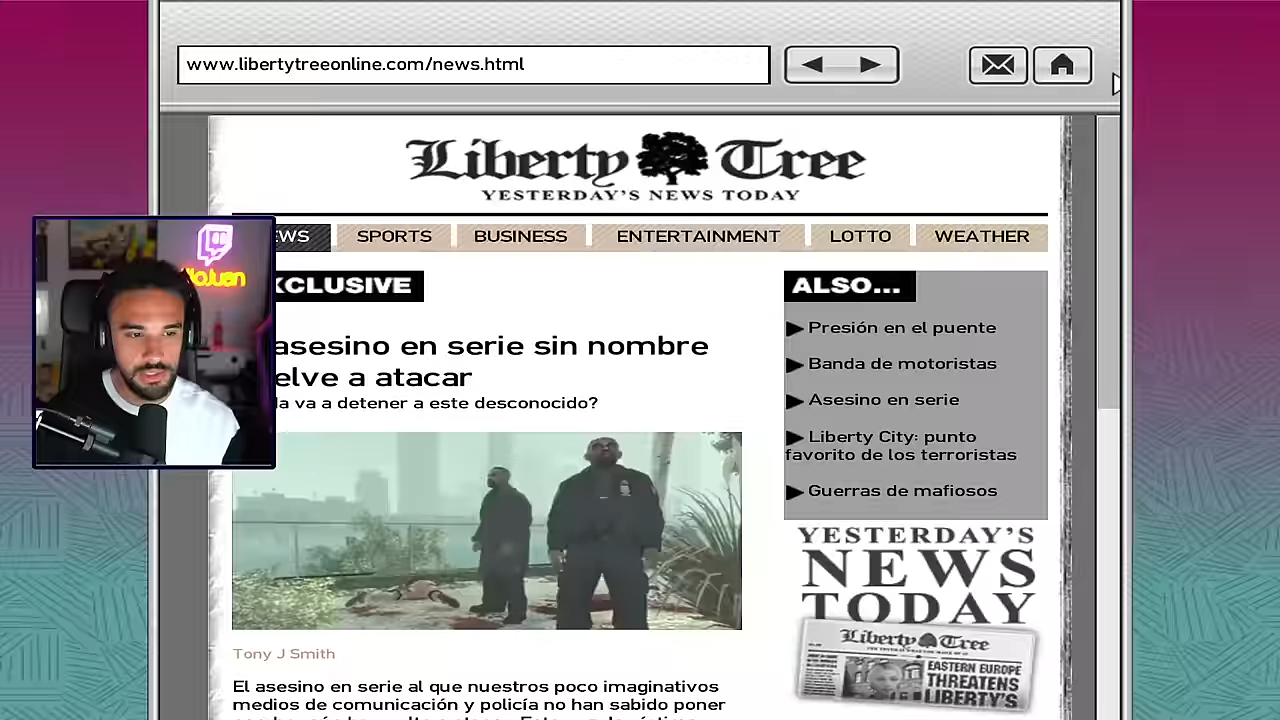 www.libertytreeonline.com/news.html
Liberty Tree
YESTERDAY'S NEWS TODAY
EWS SPORTS BUSINESS ENTERTAINMENT LOTTO WEATHER
XCLUSIVE
asesino en serie sin nombre
elve a atacar
la va a detener a este desconocido?
Tony J Smith
El asesino en serie al que nuestros poco imaginativos
medios de comunicación y policía no han sabido poner
ALSO...
Presión en el puente
Banda de motoristas
Asesino en serie
Liberty City: punto
favorito de los terroristas
Guerras de mafiosos
YESTERDAY'S
NEWS
TODAY
Liberty Tree
EASTERN EUROPE
THREATENS
LIBERTY'S